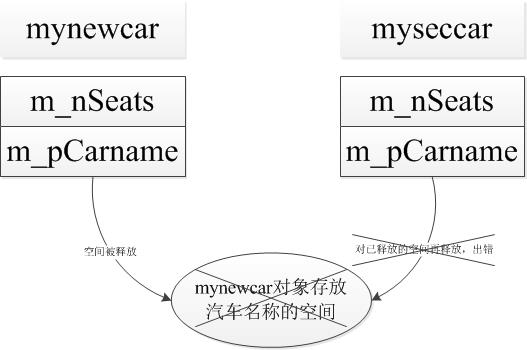 mynewcar
myseccar
m_nSeats
m_pCarname
m_nSeats
m_pCarname
空间被释放
对已释放的空间再释放，出错
mynewcar对象存放
汽车名称的空间